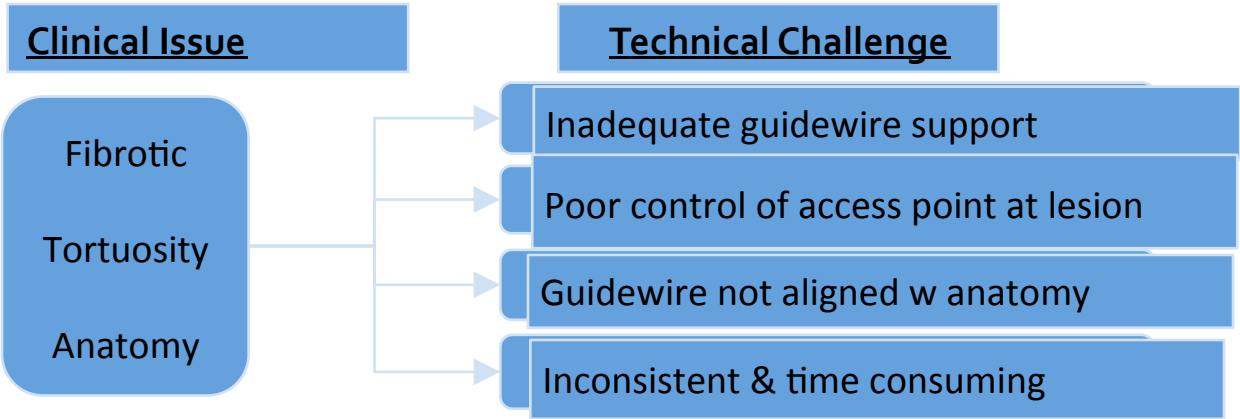 Clinical Issue
Technical Challenge
Fibrotic
Tortuosity
Anatomy
Inadequate guidewire support
Poor control of access point at lesion
Guidewire not aligned w anatomy
Inconsistent & time consuming